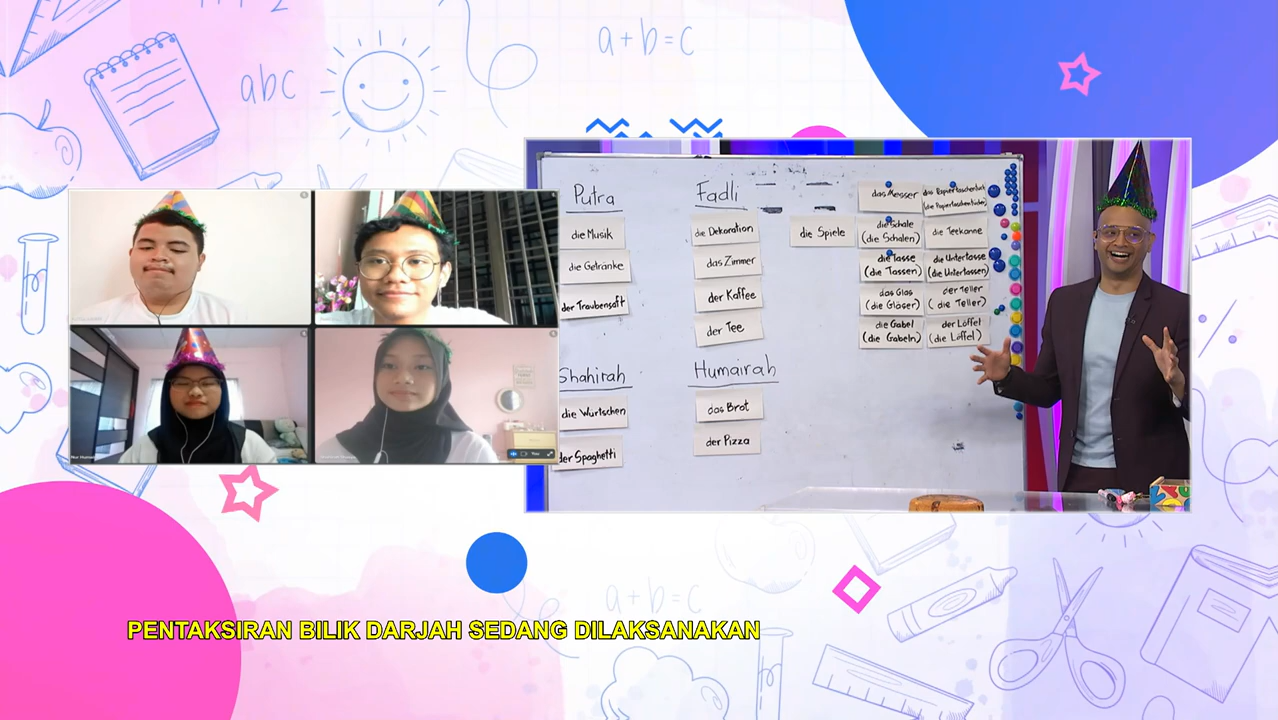 a+b=c
abc
Putra
die Musik
die Getränke
der Traubensaft
Fadli
die Dekoration
das Zimmer
der Kaffee
der Tee
die Spiele
das Messer
die Schale
(die Schalen)
die Teekanne
die Tasse
(die Tassen)
die Untertasse
(die Untertassen)
das Glas
(die Gläser)
der Teller
(die Teller)
die Gabel
(die Gabeln)
der Löffel
(die Löffel)
Shahirah
die Würtschen
der Spaghetti
Humairah
das Brot
der Pizza
a+b=c
PENTAKSIRAN BILIK DARJAH SEDANG DILAKSANAKAN